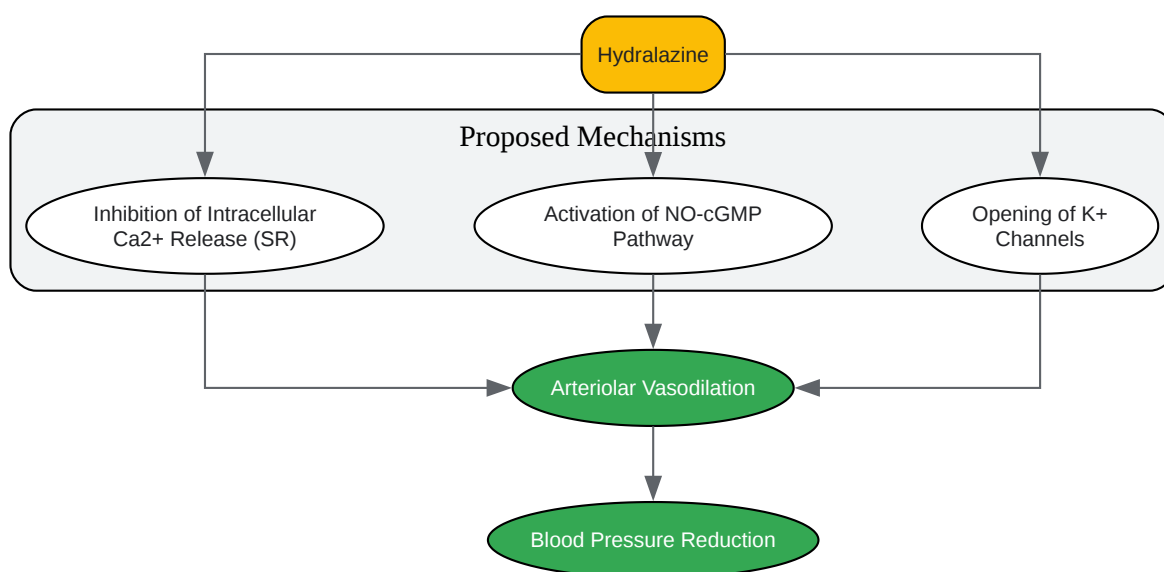 Hydralazine
Proposed Mechanisms
Inhibition of Intracellular
Ca2+ Release (SR)
Activation of NO-cGMP
Pathway
Opening of K+
Channels
Arteriolar Vasodilation
Blood Pressure Reduction